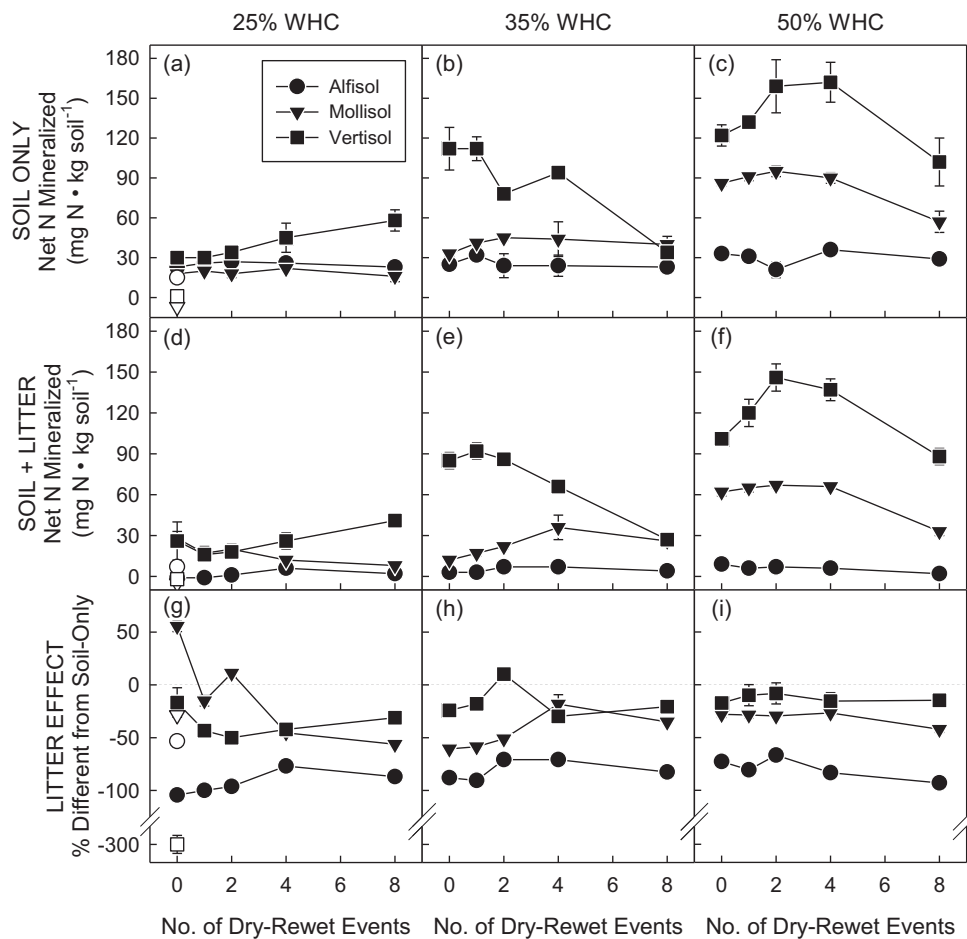 25% WHC 35% WHC 50% WHC
SOIL ONLY
Net N Mineralized
(mg N • kg soil⁻¹)
180
150
120
90
60
30
0
(a) (b) (c)
Alfisol
Mollisol
Vertisol
SOIL + LITTER
Net N Mineralized
(mg N • kg soil⁻¹)
180
150
120
90
60
30
0
(d) (e) (f)
LITTER EFFECT
% Different from Soil-Only
50
0
-50
-100
-300
(g) (h) (i)
0 2 4 6 8 0 2 4 6 8 0 2 4 6 8
No. of Dry-Rewet Events No. of Dry-Rewet Events No. of Dry-Rewet Events